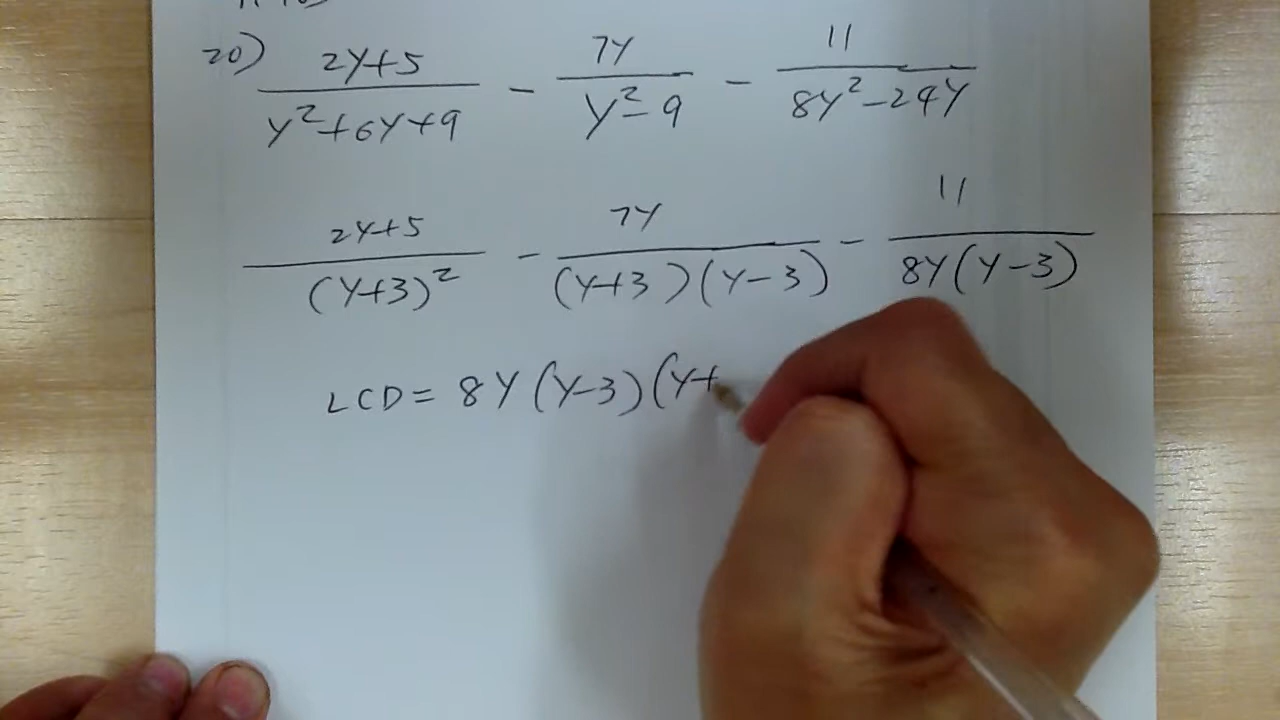 20) (2Y+5)/(Y²+6Y+9) - 7Y/(Y²-9) - 11/(8Y²-24Y)
(2Y+5)/(Y+3)² - 7Y/((Y+3)(Y-3)) - 11/(8Y(Y-3))
LCD = 8Y(Y-3)(Y+